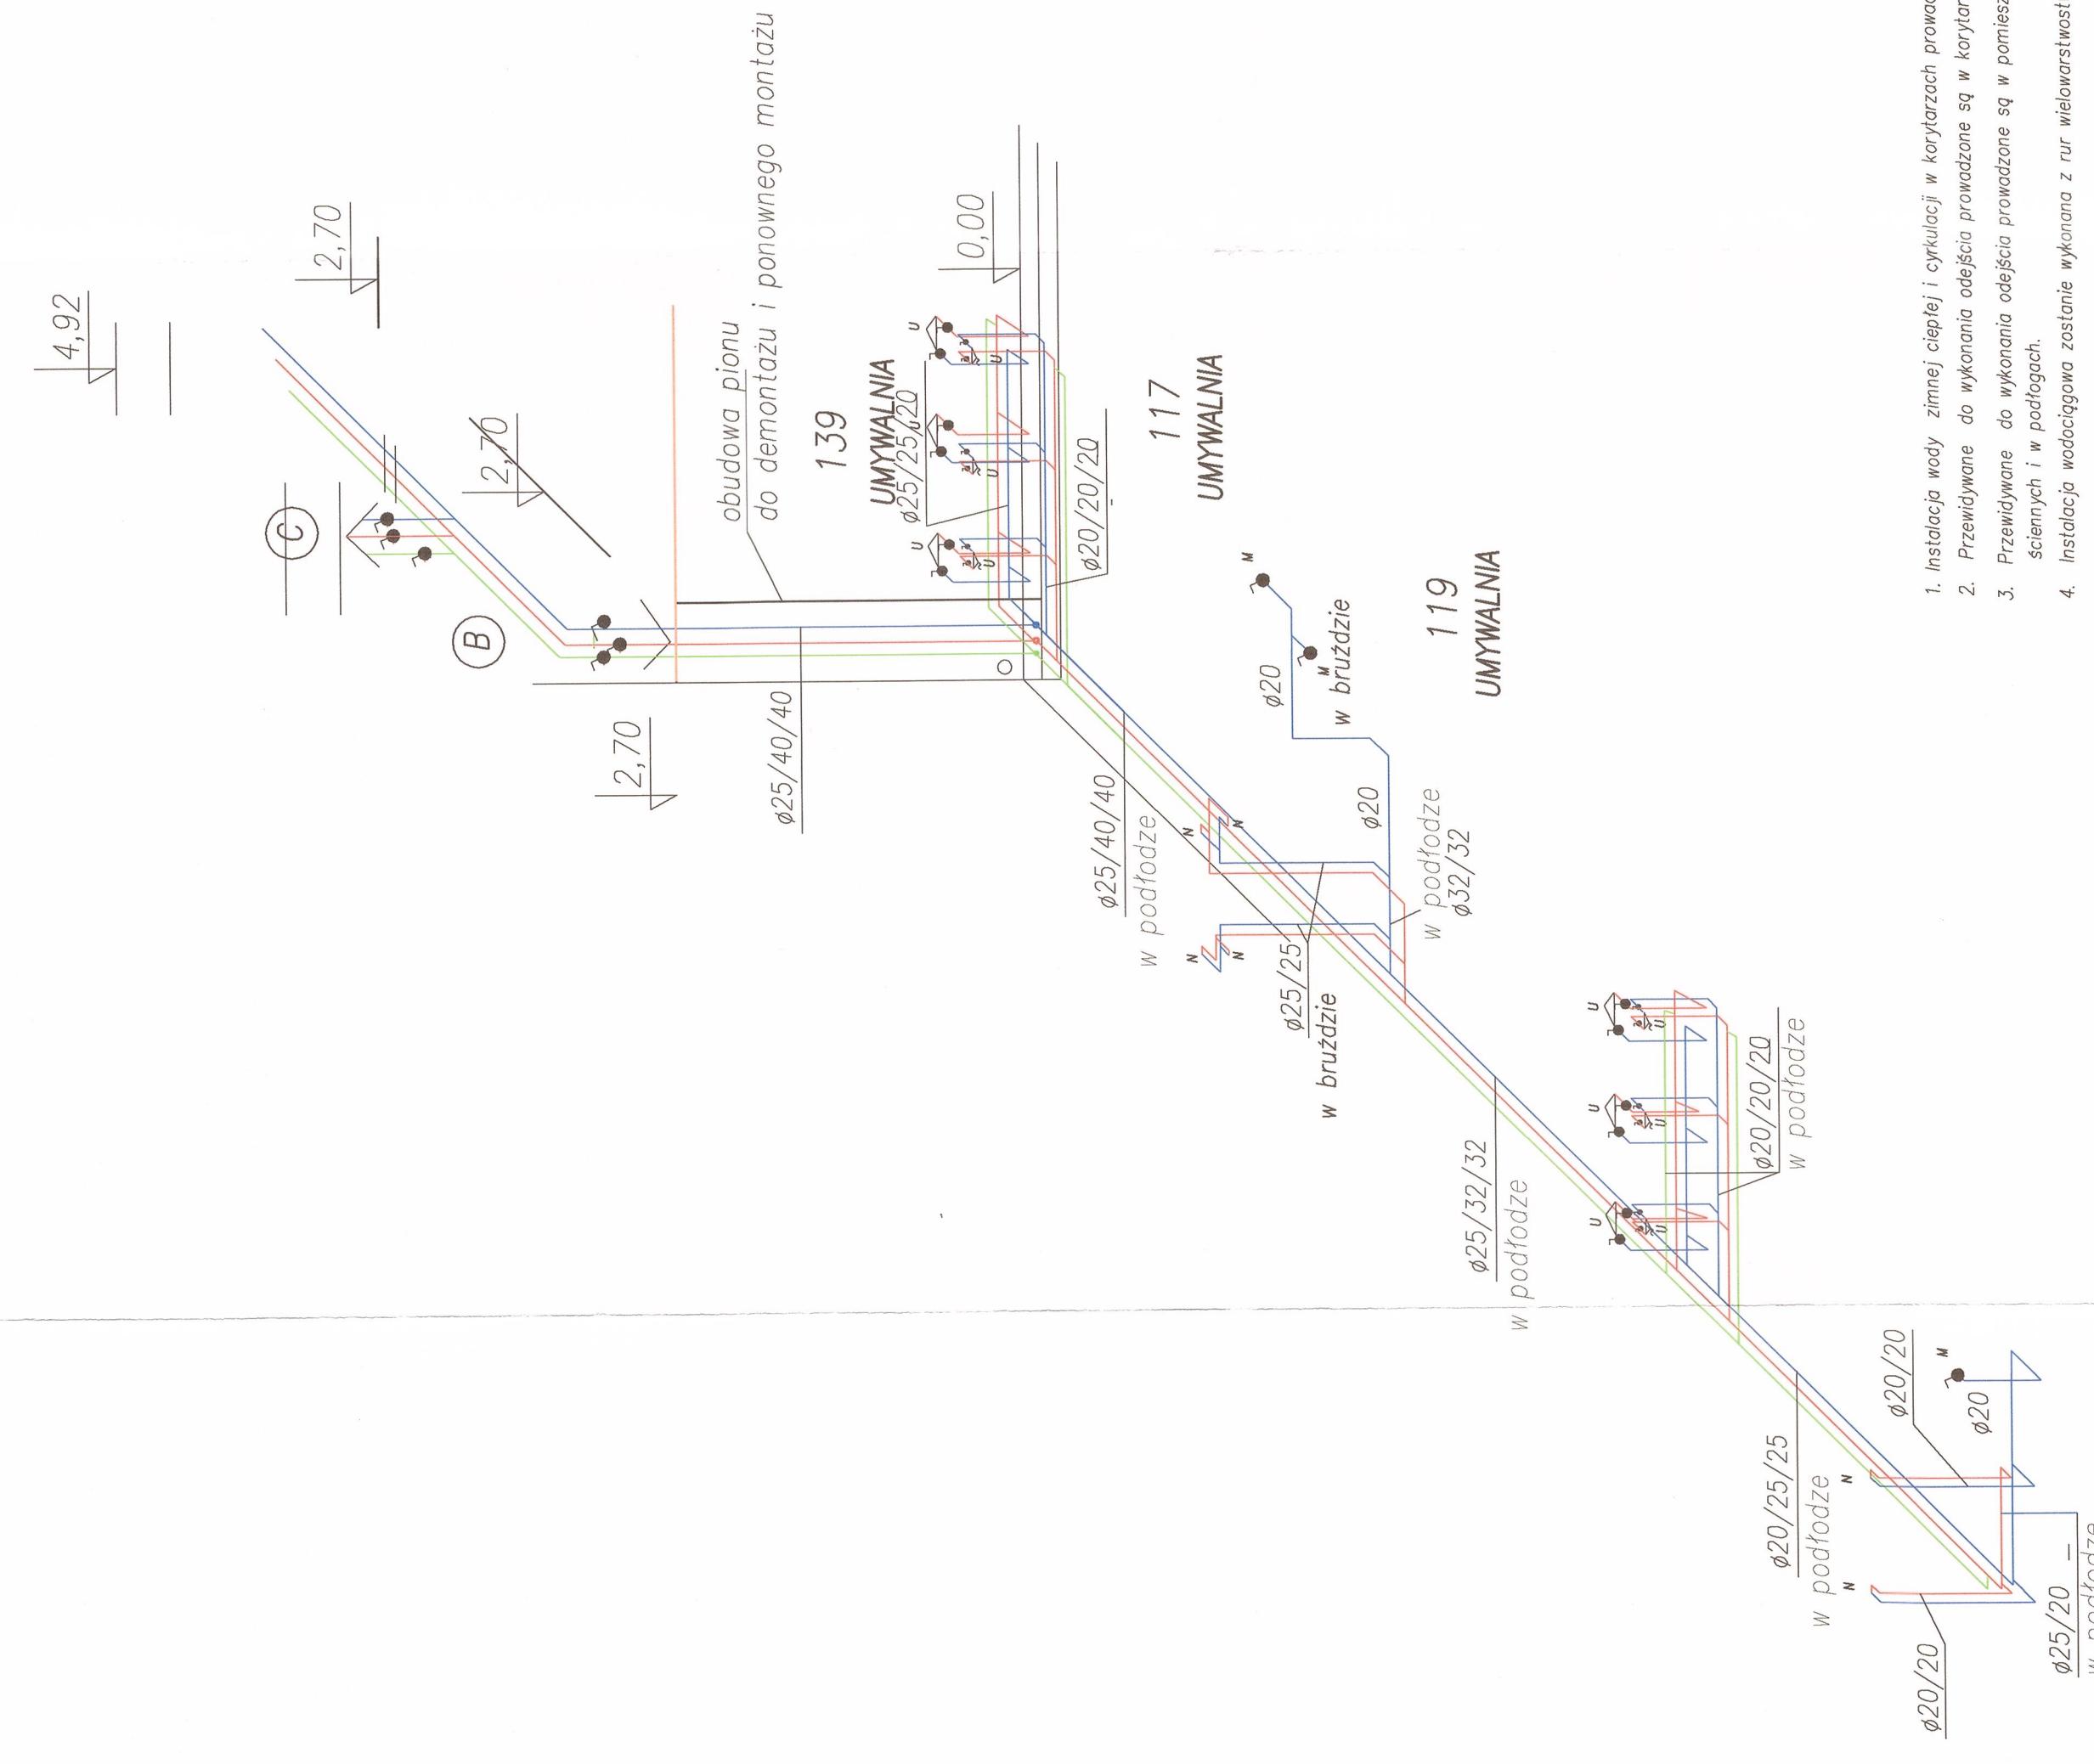 4,92
2,70
C
2,70
B
2,70
obudowa pionu
do demontażu i ponownego montażu
139
UMYWALNIA
ø25/25/20
0,00
U
U
U
U
U
U
ø25/40/40
ø20/20/20
117
UMYWALNIA
ø25/40/40
w podłodze
M
ø20
M
w bruździe
119
UMYWALNIA
N
N
N
N
ø20
w podłodze
ø32/32
ø25/25
w bruździe
ø25/32/32
w podłodze
U
U
U
U
U
U
ø20/20/20
w podłodze
ø20/25/25
w podłodze
N
N
ø20/20
M
ø20
ø20/20
ø25/20
w podłodze
1. Instalacja wody zimnej ciepłej i cyrkulacji w korytarzach
2. Przewidywane do wykonania odejścia prowadzone są w
3. Przewidywane do wykonania odejścia prowadzone są w
ściennych i w podłogach.
4. Instalacja wodociągowa zostanie wykonana z rur